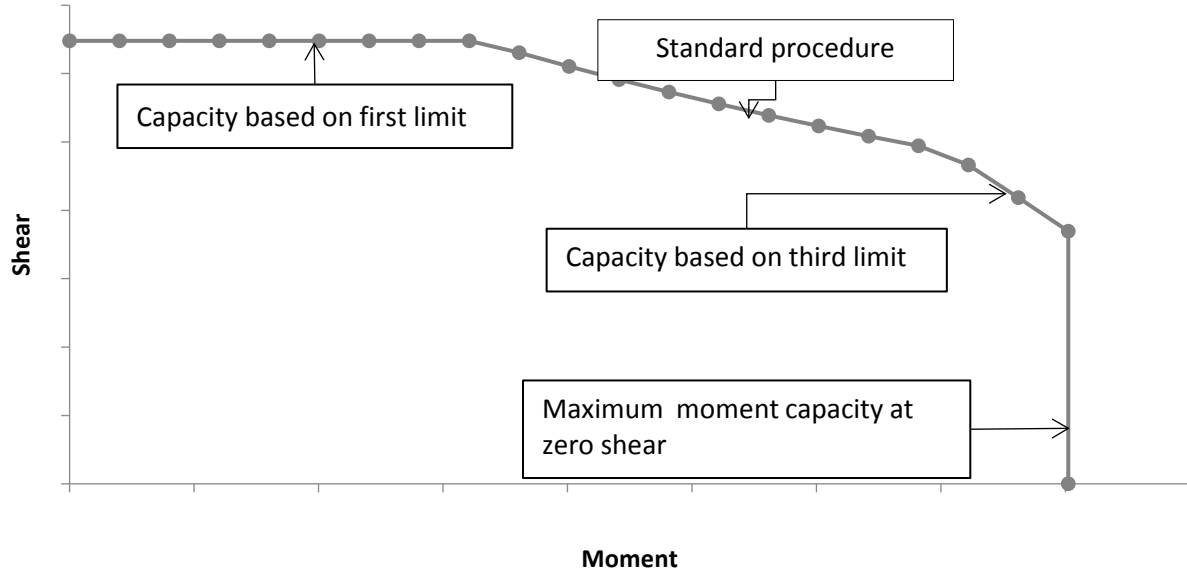 Standard procedure
Capacity based on first limit
Shear
Capacity based on third limit
Maximum moment capacity at
zero shear
Moment